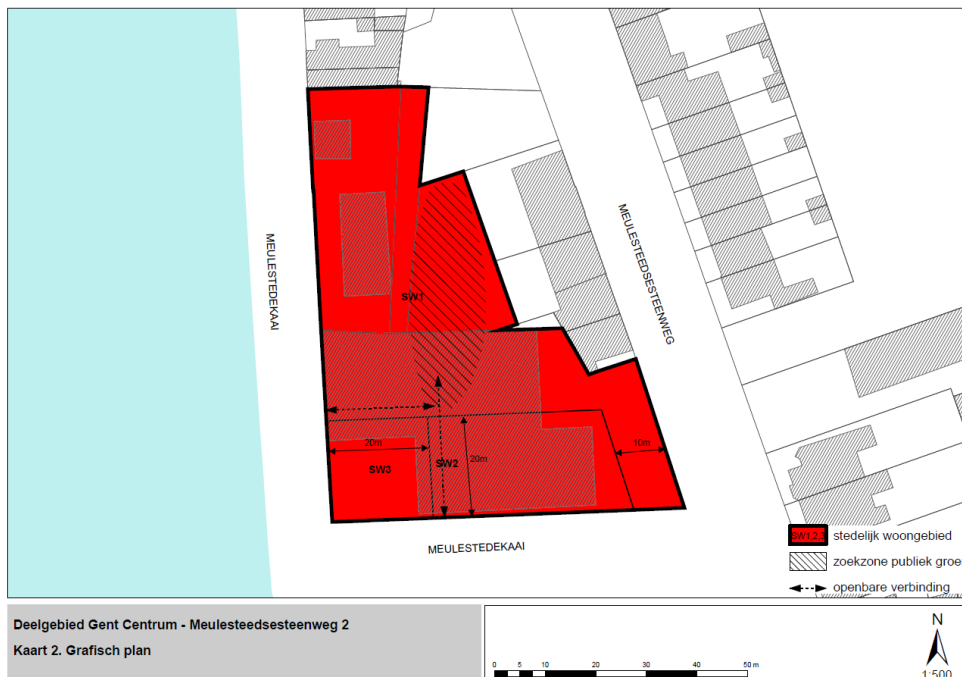 MEULESTEDEKAAI
MEULESTEEDSESTEENWEG
SW1
20m
SW3
SW2
20m
10m
MEULESTEDEKAAI
SW1,2,3 stedelijk woongebied
zoekzone publiek groe
openbare verbinding
Deelgebied Gent Centrum - Meulesteedsesteenweg 2
Kaart 2. Grafisch plan
N
0 5 10 20 30 40 50 m
1:500